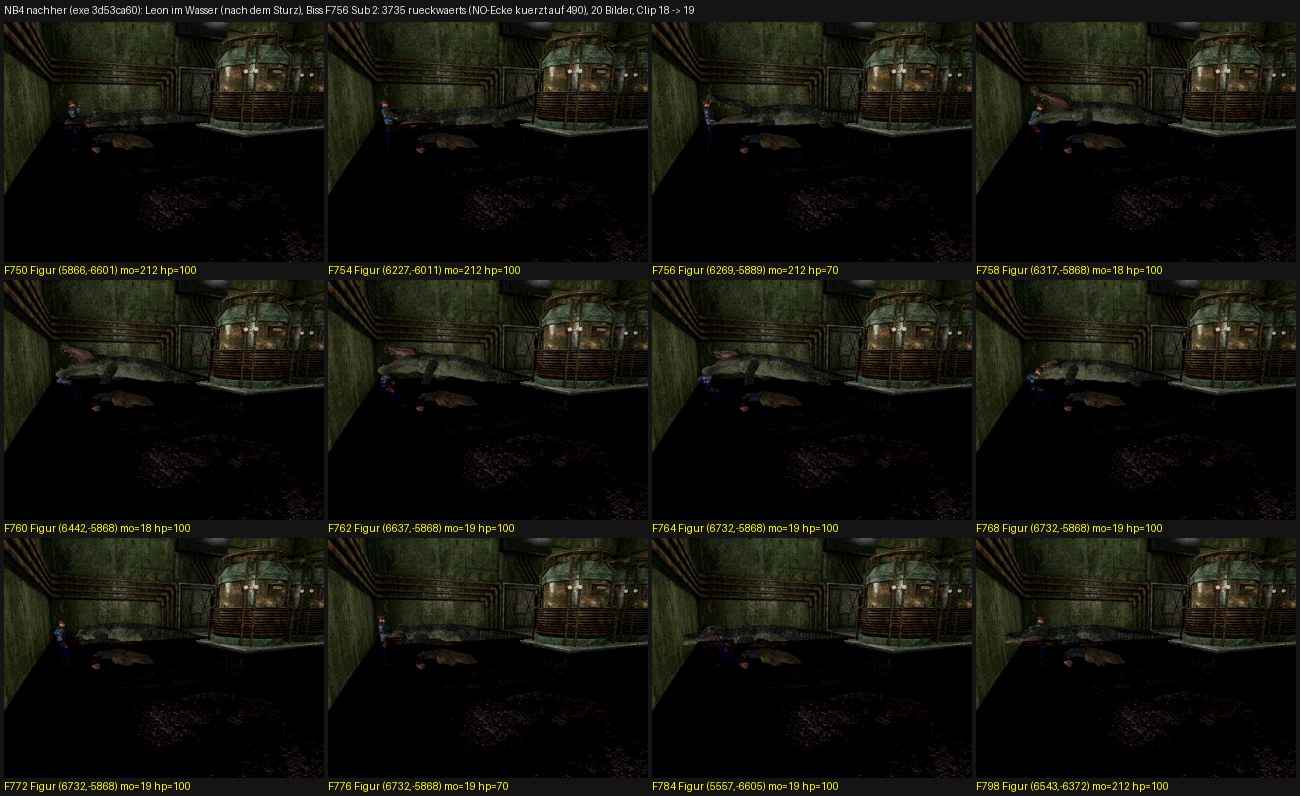 NB4 nachher (exe 3d53ca60): Leon im Wasser (nach dem Sturz), Biss F756 Sub 2: 3735 rueckwaerts (NO-Ecke kuerzt auf 490), 20 Bilder, Clip 18 -> 19
F750 Figur (5866,-6601) mo=212 hp=100
F754 Figur (6227,-6011) mo=212 hp=100
F756 Figur (6269,-5889) mo=212 hp=70
F758 Figur (6317,-5868) mo=18 hp=100
F760 Figur (6442,-5868) mo=18 hp=100
F762 Figur (6637,-5868) mo=19 hp=100
F764 Figur (6732,-5868) mo=19 hp=100
F768 Figur (6732,-5868) mo=19 hp=100
F772 Figur (6732,-5868) mo=19 hp=100
F776 Figur (6732,-5868) mo=19 hp=70
F784 Figur (5557,-6605) mo=19 hp=100
F798 Figur (6543,-6372) mo=212 hp=100